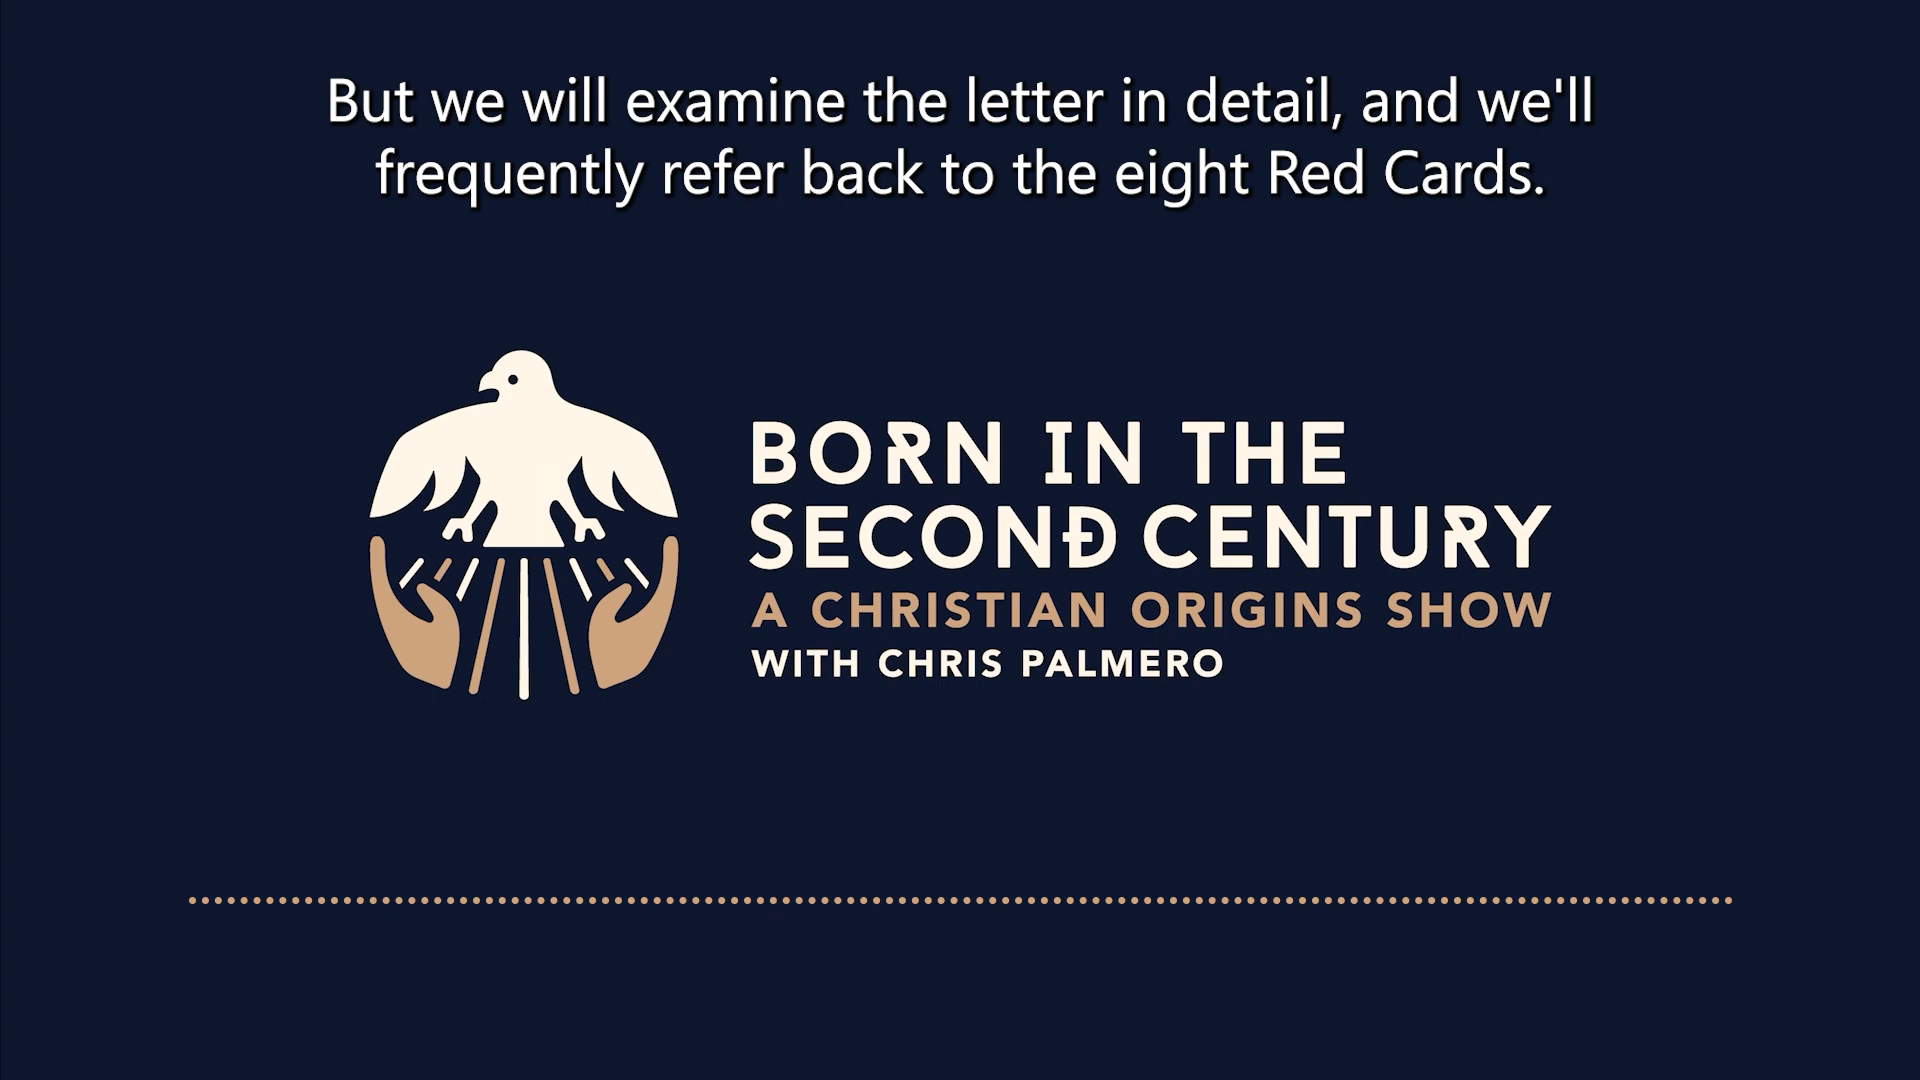 But we will examine the letter in detail, and we'll
frequently refer back to the eight Red Cards.
BORN IN THE
SECOND CENTURY
A CHRISTIAN ORIGINS SHOW
WITH CHRIS PALMERO